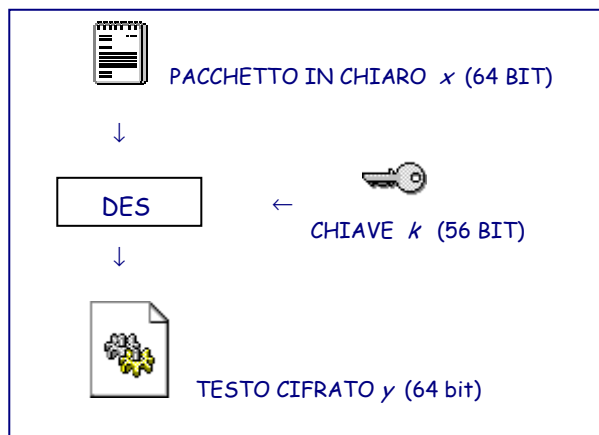 PACCHETTO IN CHIARO x (64 BIT)
↓
DES
←
CHIAVE k (56 BIT)
↓
TESTO CIFRATO y (64 bit)